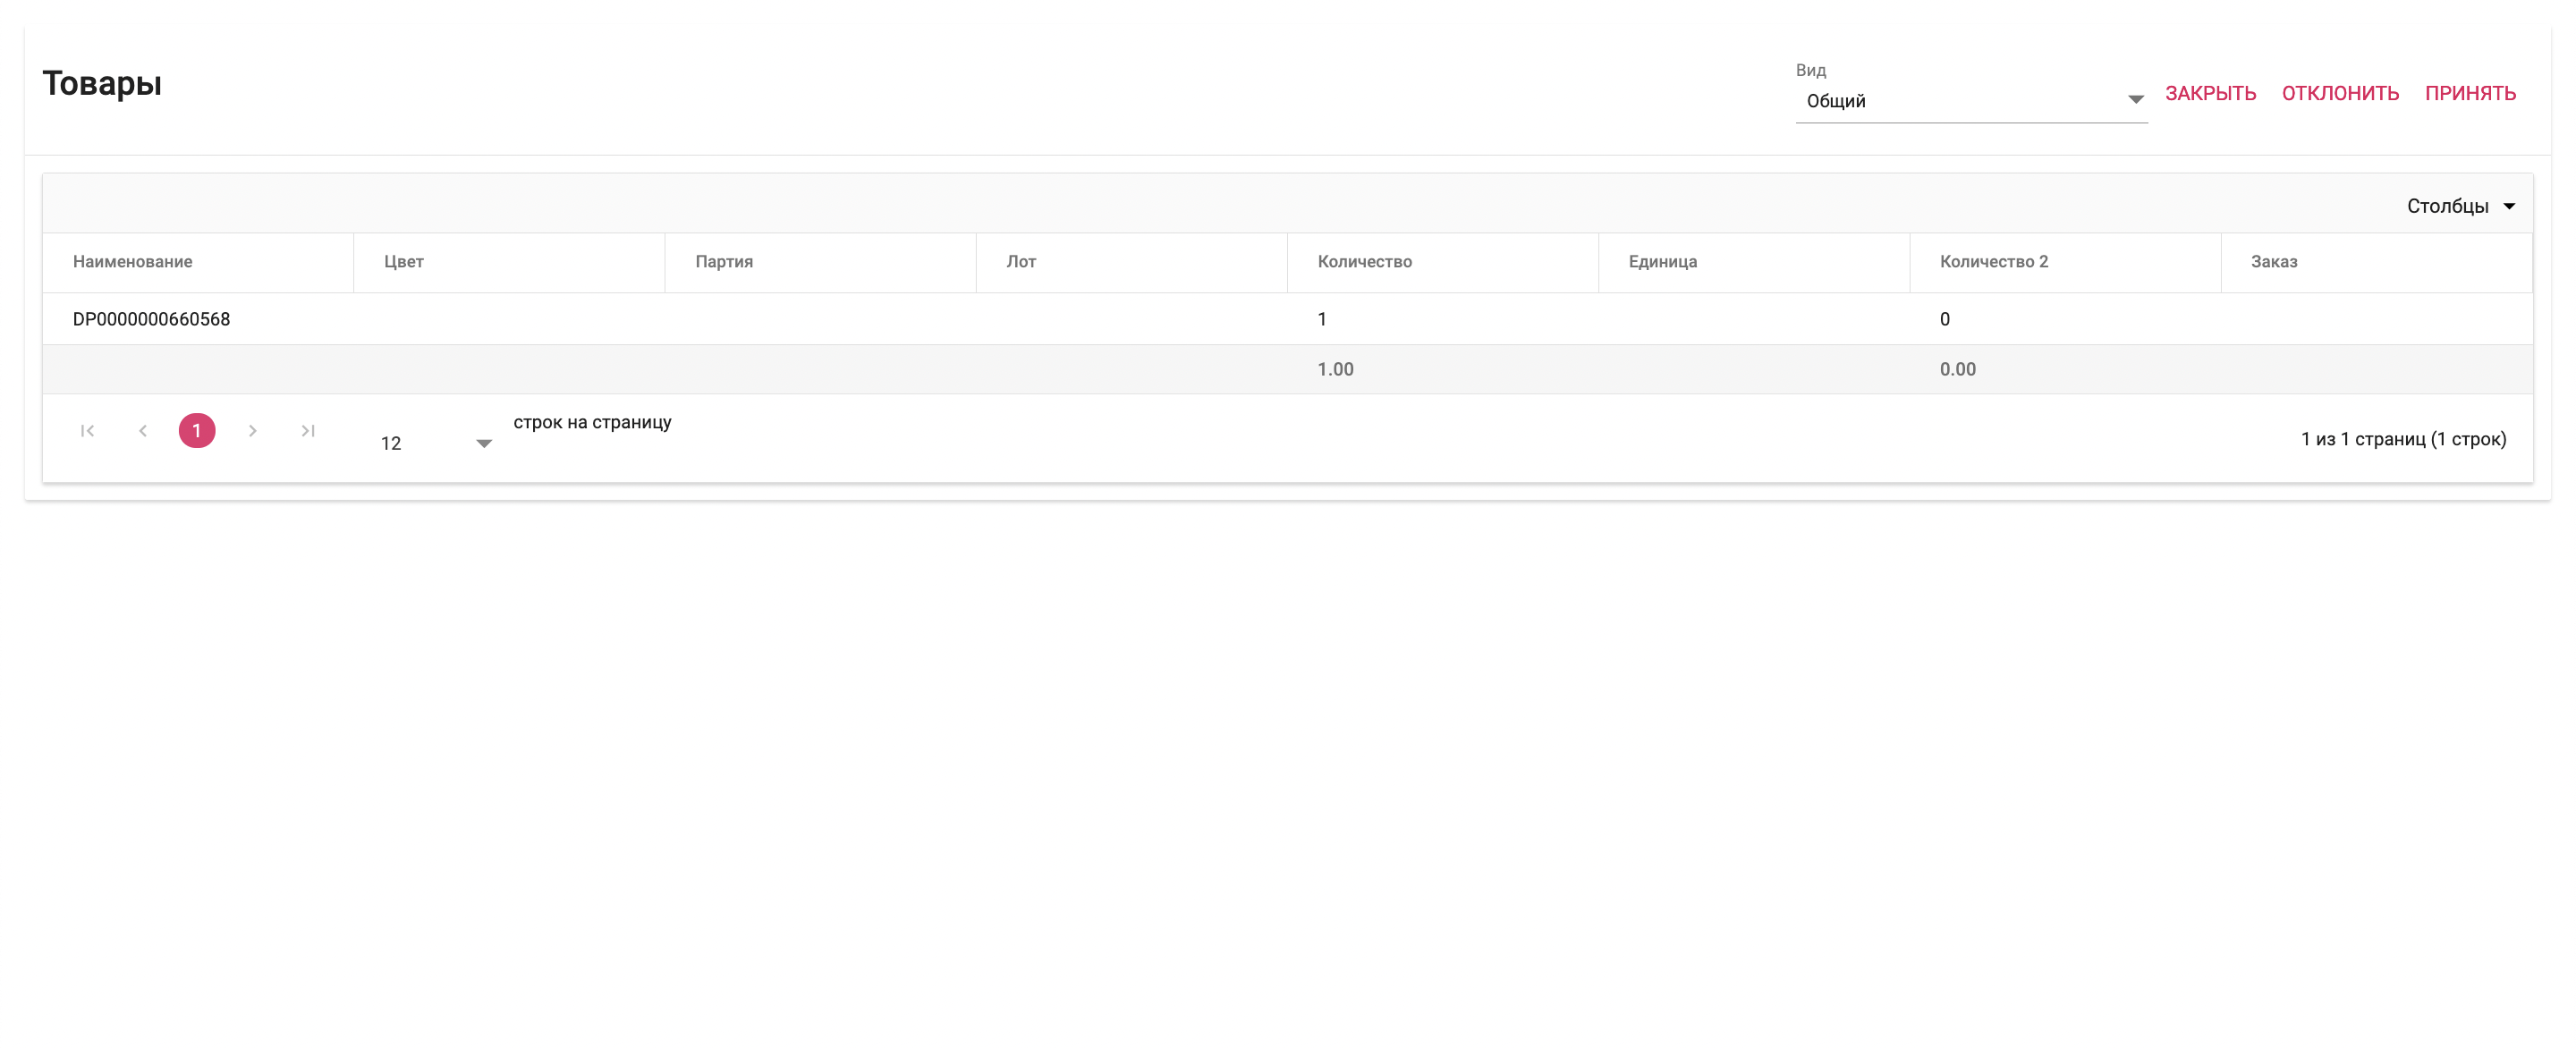 Товары
Вид
Общий
ЗАКРЫТЬ ОТКЛОНИТЬ ПРИНЯТЬ
Столбцы
Наименование Цвет Партия Лот Количество Единица Количество 2 Заказ
DP0000000660568 1 0
1.00 0.00
1 12 строк на страницу
1 из 1 страниц (1 строк)